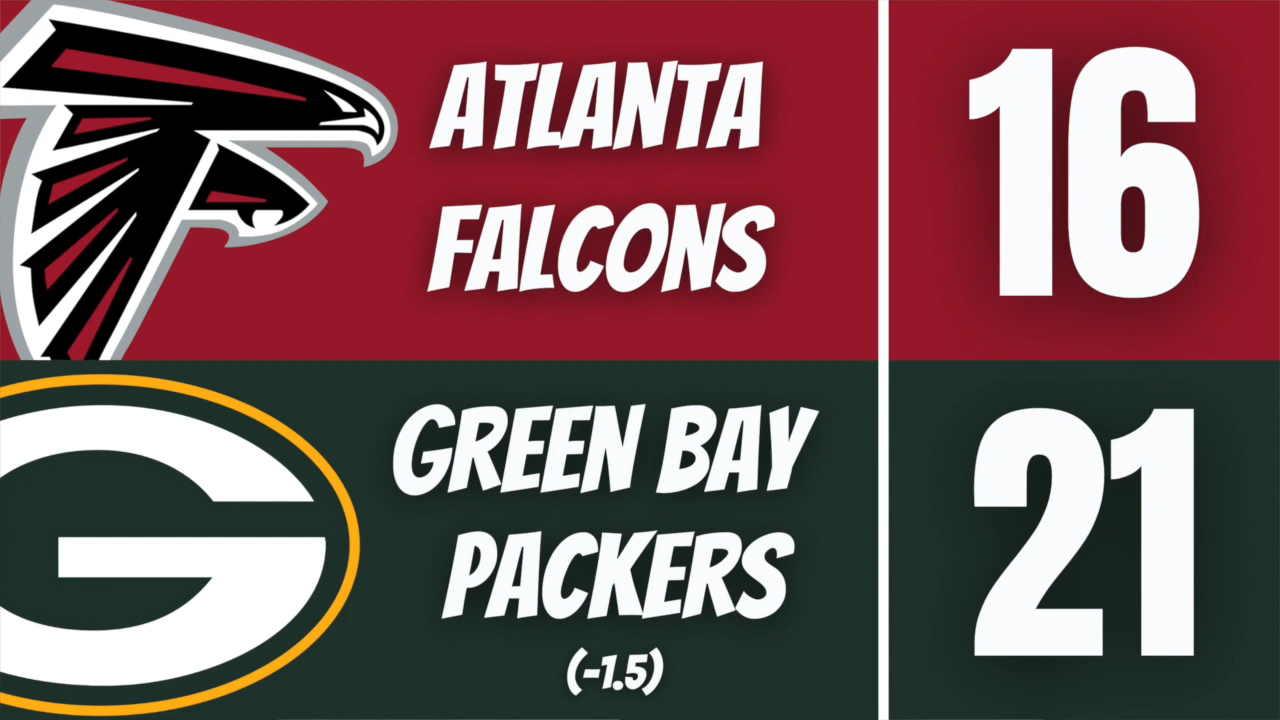 ATLANTA
FALCONS
16
GREEN BAY
PACKERS
(-1.5)
21
G